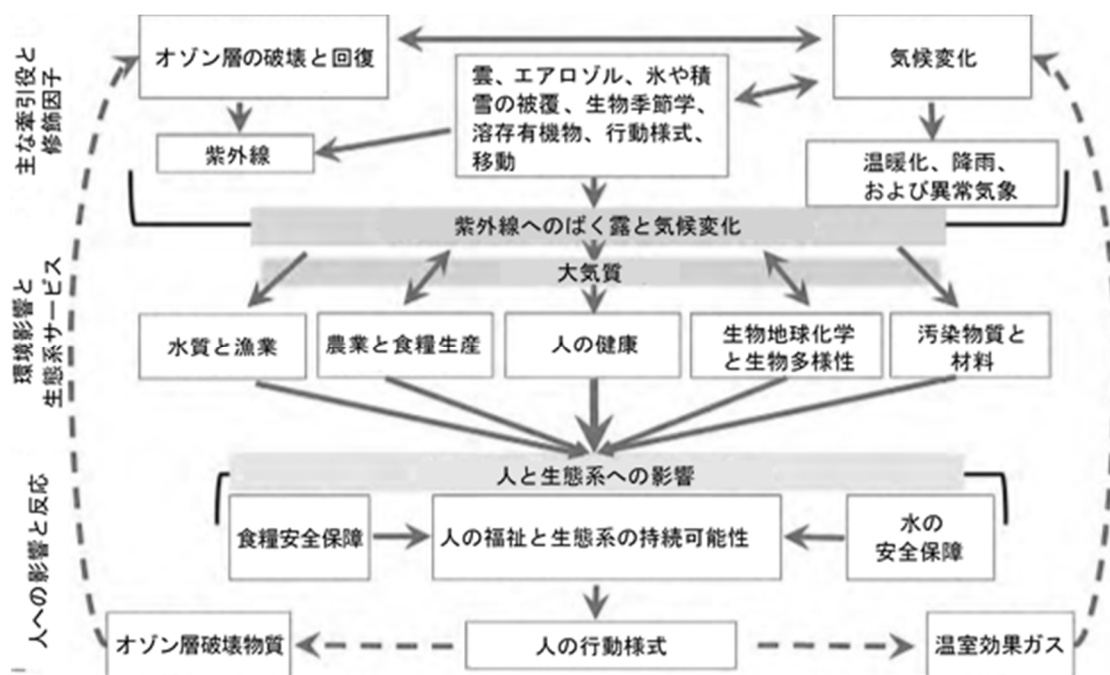 主な牽引役と
修飾因子
オゾン層の破壊と回復
気候変化
雲、エアロゾル、氷や積
雪の被覆、生物季節学、
溶存有機物、行動様式、
移動
紫外線
温暖化、降雨、
および異常気象
紫外線へのばく露と気候変化
大気質
環境影響と
生態系サービス
水質と漁業
農業と食糧生産
人の健康
生物地球化学
と生物多様性
汚染物質と
材料
人への影響と反応
人と生態系への影響
食糧安全保障
人の福祉と生態系の持続可能性
水の
安全保障
オゾン層破壊物質
人の行動様式
温室効果ガス